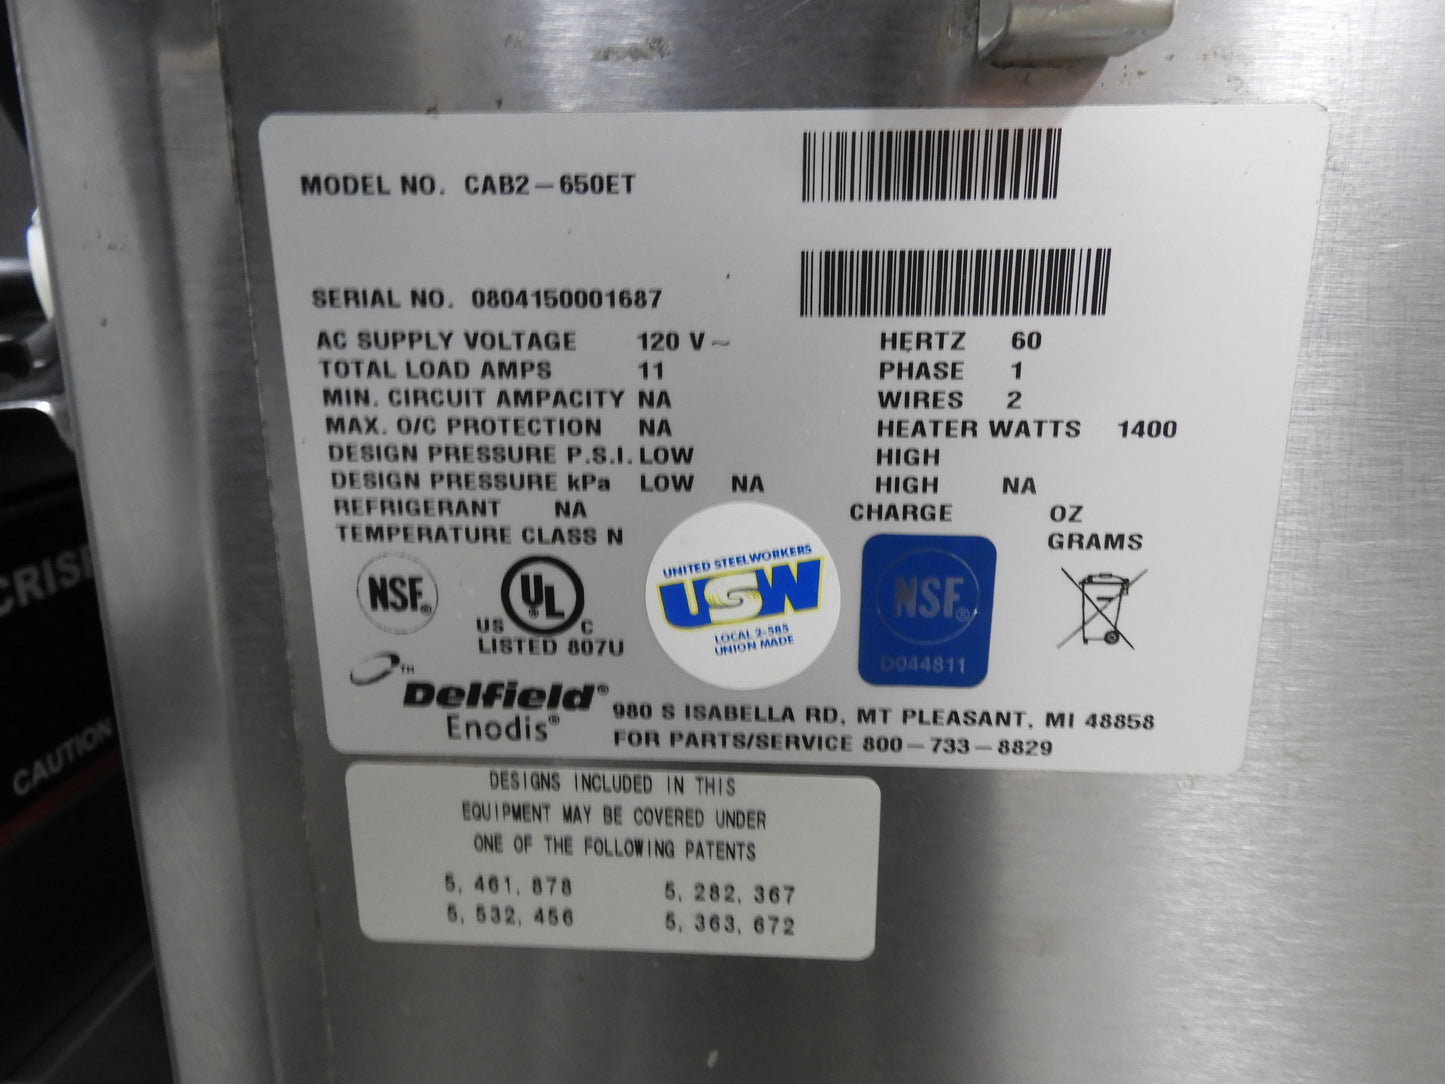 MODEL NO. CAB2-650ET
SERIAL NO. 0804150001687
AC SUPPLY VOLTAGE 120 V~ HERTZ 60
TOTAL LOAD AMPS 11 PHASE 1
MIN. CIRCUIT AMPACITY NA WIRES 2
MAX. O/C PROTECTION NA HEATER WATTS 1400
DESIGN PRESSURE P.S.I. LOW HIGH
DESIGN PRESSURE kPa LOW NA HIGH NA
REFRIGERANT NA CHARGE OZ
TEMPERATURE CLASS N GRAMS
NSF®
UL®
US C
LISTED 807U
UNITED STEELWORKERS
USW
LOCAL 2-585
UNION MADE
NSF®
D044811
TM
Delfield®
Enodis®
980 S ISABELLA RD, MT PLEASANT, MI 48858
FOR PARTS/SERVICE 800-733-8829
DESIGNS INCLUDED IN THIS
EQUIPMENT MAY BE COVERED UNDER
ONE OF THE FOLLOWING PATENTS
5,461,878 5,282,367
5,532,456 5,363,672
CAUTION